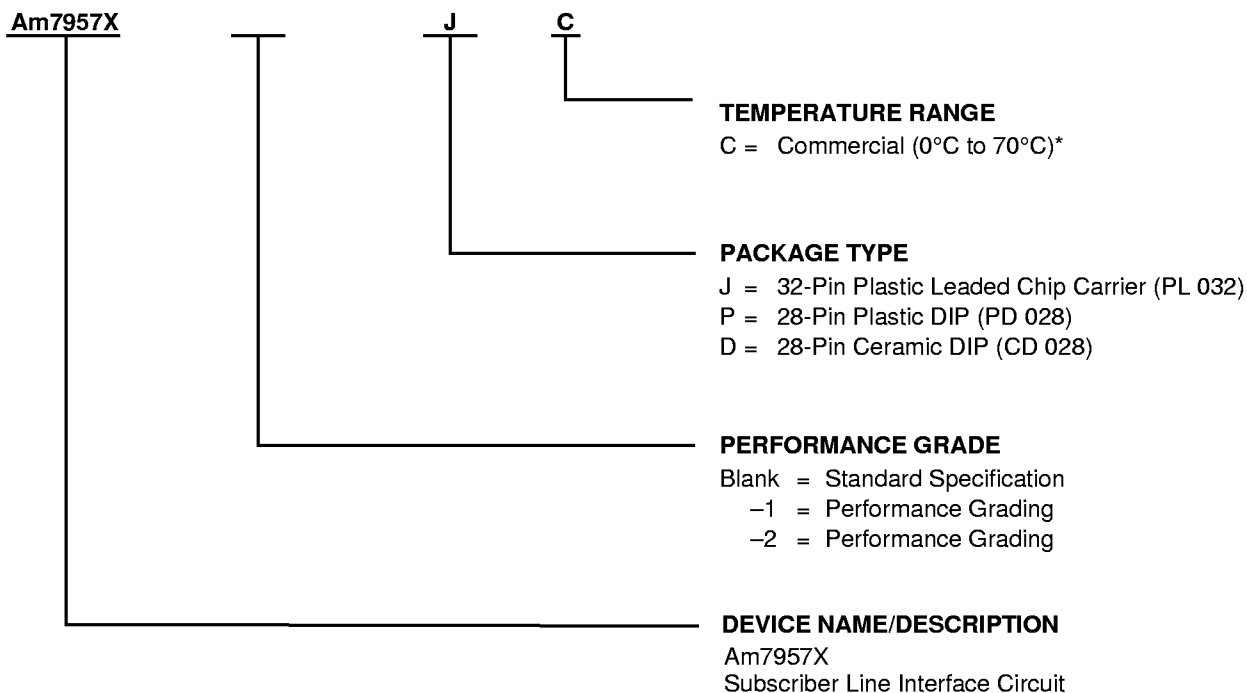 Am7957X J C
TEMPERATURE RANGE
C = Commercial (0°C to 70°C)*
PACKAGE TYPE
J = 32-Pin Plastic Leaded Chip Carrier (PL 032)
P = 28-Pin Plastic DIP (PD 028)
D = 28-Pin Ceramic DIP (CD 028)
PERFORMANCE GRADE
Blank = Standard Specification
–1 = Performance Grading
–2 = Performance Grading
DEVICE NAME/DESCRIPTION
Am7957X
Subscriber Line Interface Circuit